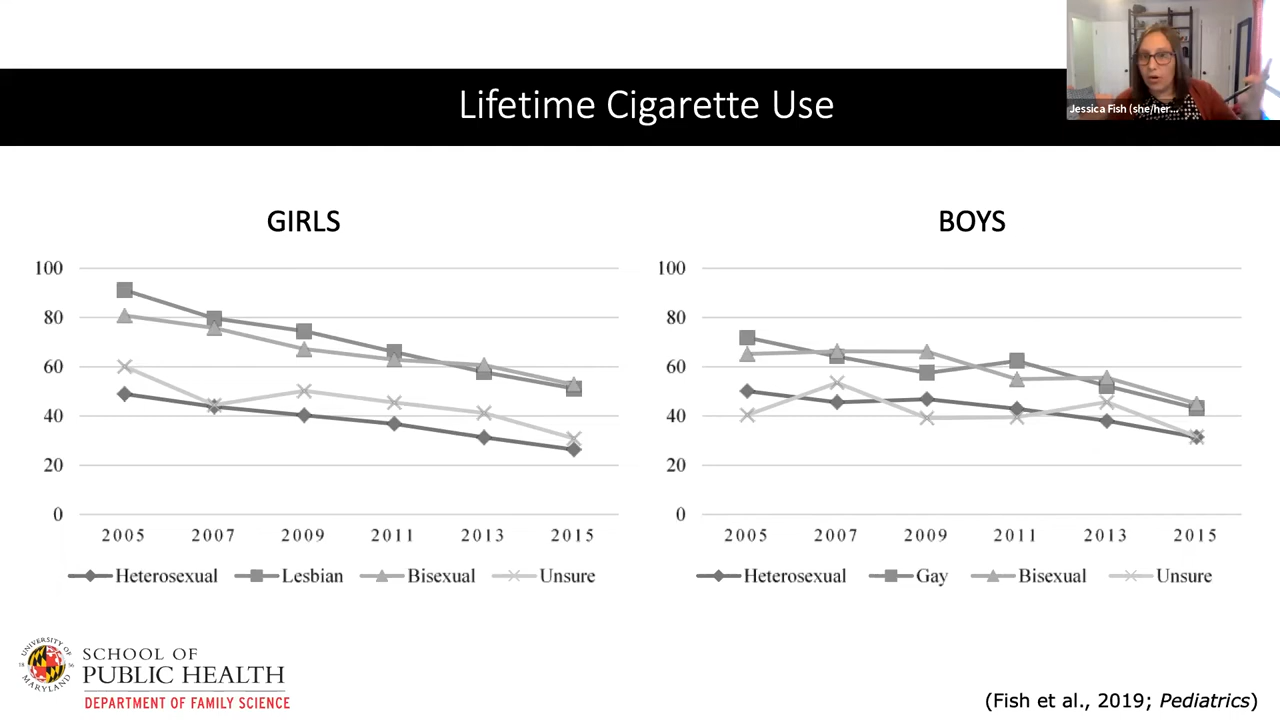 Lifetime Cigarette Use
Jessica Fish (she/her...
GIRLS
100
80
60
40
20
0
2005 2007 2009 2011 2013 2015
Heterosexual Lesbian Bisexual Unsure
BOYS
100
80
60
40
20
0
2005 2007 2009 2011 2013 2015
Heterosexual Gay Bisexual Unsure
UNIVERSITY OF
18 56
MARYLAND
SCHOOL OF
PUBLIC HEALTH
DEPARTMENT OF FAMILY SCIENCE
(Fish et al., 2019; Pediatrics)